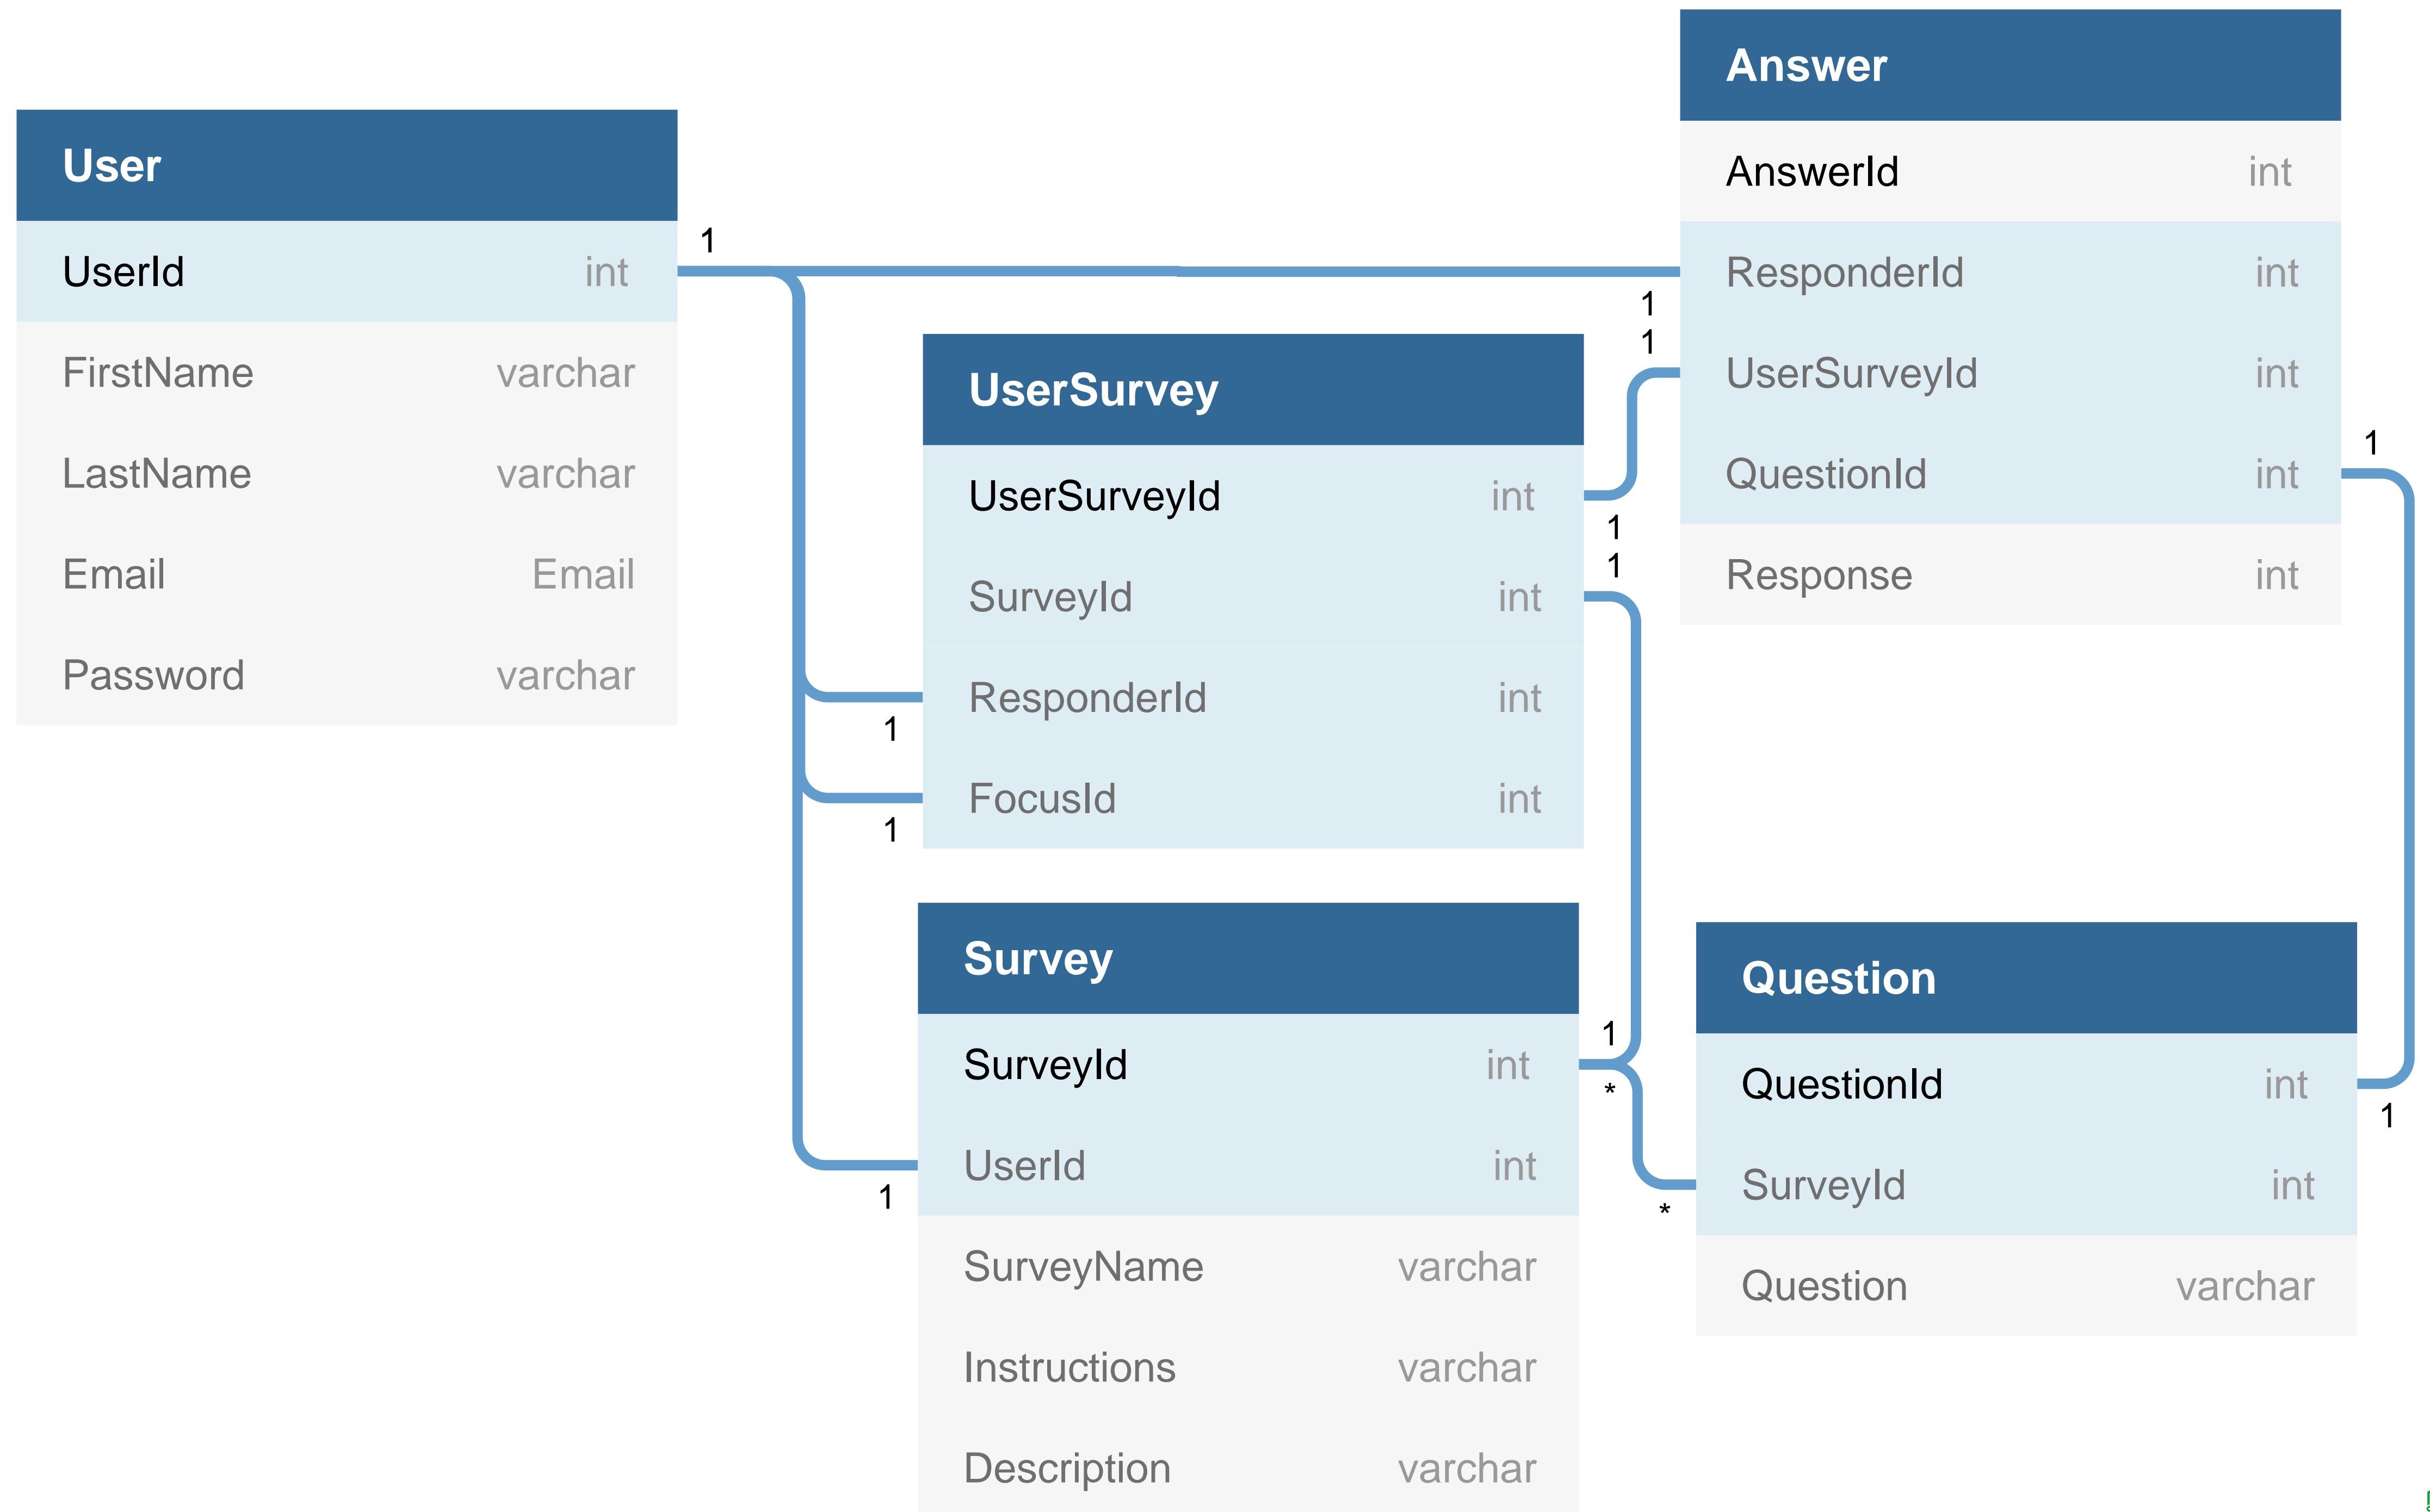 User
UserId int
FirstName varchar
LastName varchar
Email Email
Password varchar
1
UserSurvey
UserSurveyId int
SurveyId int
ResponderId int
FocusId int
1
1
1
1
Survey
SurveyId int
UserId int
SurveyName varchar
Instructions varchar
Description varchar
1
*
1
Answer
AnswerId int
ResponderId int
UserSurveyId int
QuestionId int
Response int
1
1
1
Question
QuestionId int
SurveyId int
Question varchar
1
*